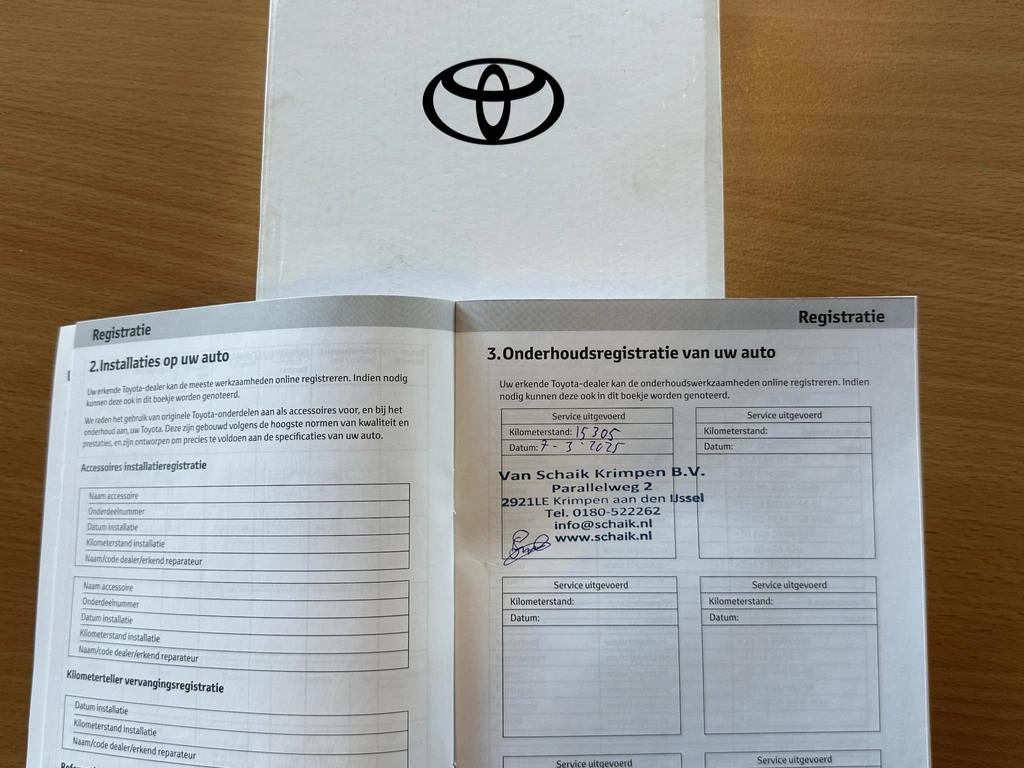 Registratie
2.Installaties op uw auto
Uw erkende Toyota-dealer kan de meeste werkzaamheden online registreren. Indien nodig
kunnen deze ook in dit boekje worden genoteerd.
We raden het gebruik van originele Toyota-onderdelen aan als accessoires voor, en bij het
onderhoud aan, uw Toyota. Deze zijn gebouwd volgens de hoogste normen van kwaliteit en
prestaties, en zijn ontworpen om precies te voldoen aan de specificaties van uw auto.
Accessoires installatieregistratie
Naam accessoire
Onderdeelnummer
Datum installatie
Kilometerstand installatie
Naam/code dealer/erkend reparateur
Naam accessoire
Onderdeelnummer
Datum installatie
Kilometerstand installatie
Naam/code dealer/erkend reparateur
Kilometerteller vervangingsregistratie
Datum installatie
Kilometerstand installatie
Naam/code dealer/erkend reparateur
Registratie
3.Onderhoudsregistratie van uw auto
Uw erkende Toyota-dealer kan de onderhoudswerkzaamheden online registreren. Indien
nodig kunnen deze ook in dit boekje worden genoteerd.
Service uitgevoerd
Kilometerstand: 15305
Datum: 7-3-2025
Van Schaik Krimpen B.V.
Parallelweg 2
2921LE Krimpen aan den IJssel
Tel. 0180-522262
info@schaik.nl
www.schaik.nl
Service uitgevoerd
Kilometerstand:
Datum:
Service uitgevoerd
Kilometerstand:
Datum:
Service uitgevoerd
Kilometerstand:
Datum:
Service uitgevoerd
Service uitgevoerd